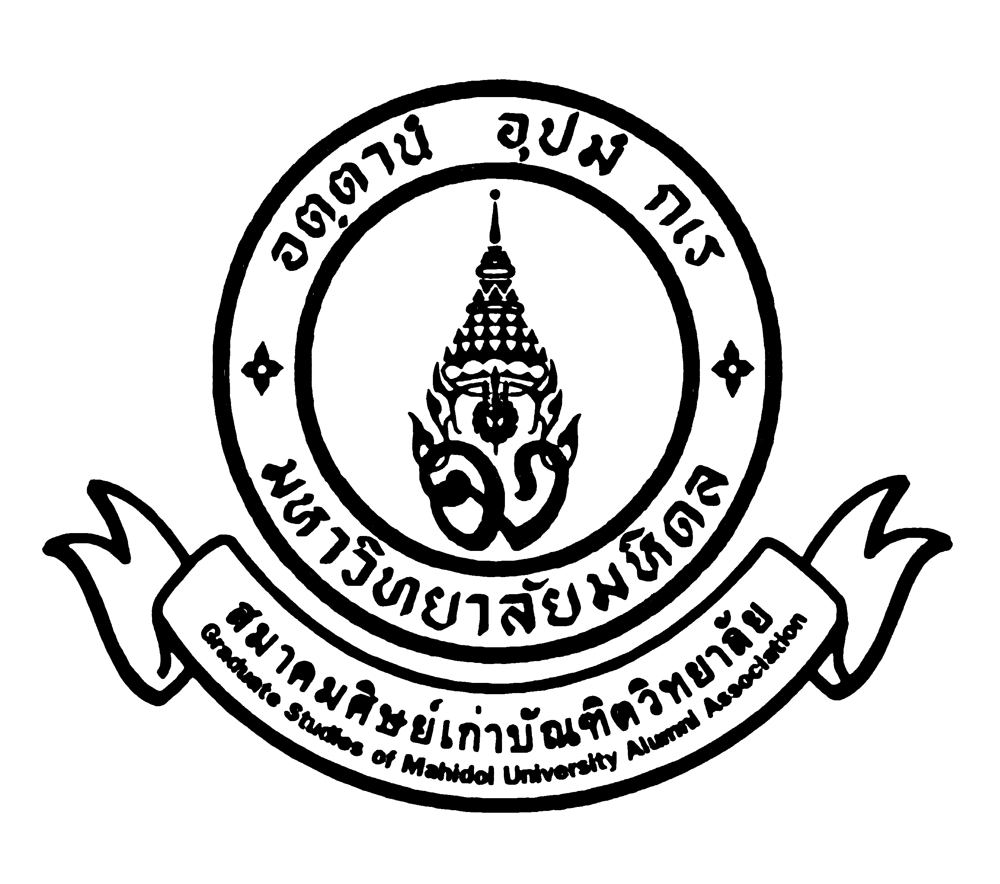 อตฺตานํ อุปมํ กเร
มหาวิทยาลัยมหิดล
สมาคมศิษย์เก่าบัณฑิตวิทยาลัย
Graduate Studies of Mahidol University Alumni Association